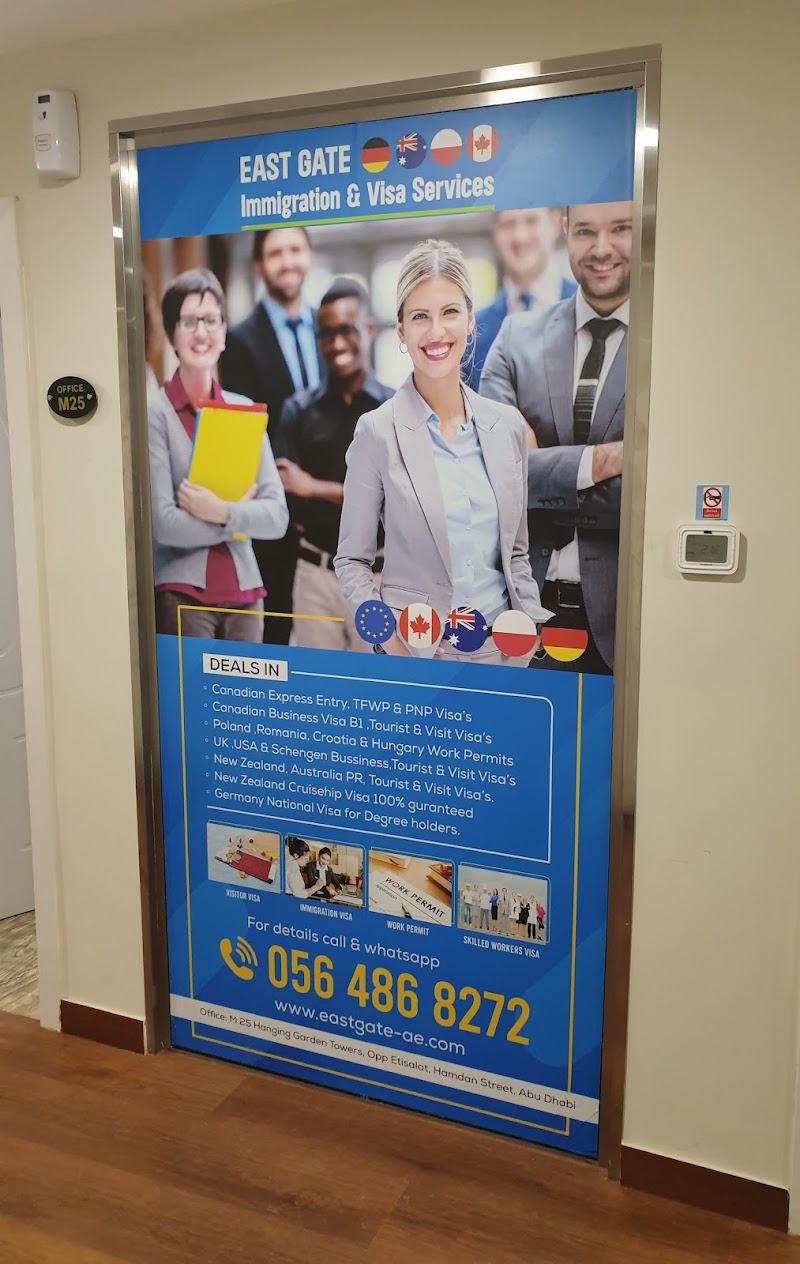 EAST GATE
Immigration & Visa Services
OFFICE
M25
DEALS IN
Canadian Express Entry, TFWP & PNP Visa's
Canadian Business Visa B1 ,Tourist & Visit Visa's
Poland ,Romania, Croatia & Hungary Work Permits
UK ,USA & Schengen Bussiness,Tourist & Visit Visa's
New Zealand, Australia PR, Tourist & Visit Visa's.
New Zealand Cruisehip Visa 100% guranteed
Germany National Visa for Degree holders.
WORK PERMIT
VISITOR VISA
IMMIGRATION VISA
WORK PERMIT
SKILLED WORKERS VISA
For details call & whatsapp
056 486 8272
www.eastgate-ae.com
Office: M 25 Hanging Garden Towers, Opp Etisalat, Hamdan Street, Abu Dhabi